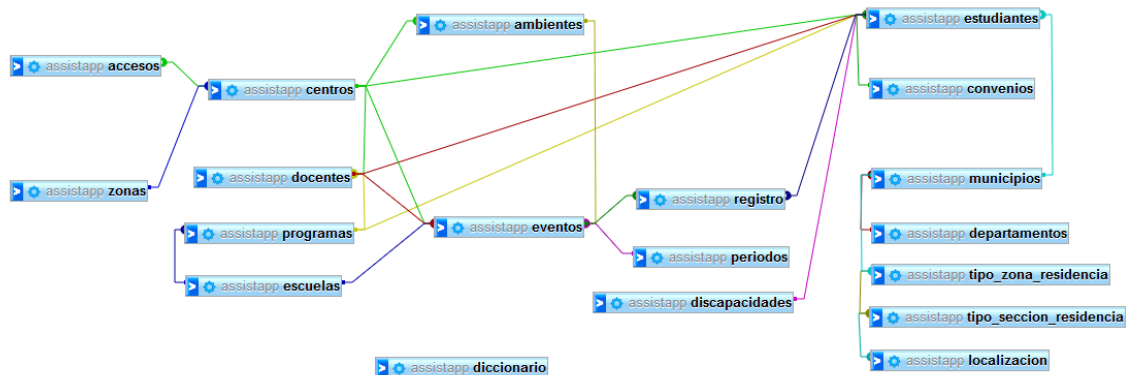 assistapp ambientes
assistapp estudiantes
assistapp accesos
assistapp centros
assistapp convenios
assistapp docentes
assistapp municipios
assistapp zonas
assistapp registro
assistapp programas
assistapp eventos
assistapp departamentos
assistapp periodos
assistapp escuelas
assistapp tipo_zona_residencia
assistapp discapacidades
assistapp tipo_seccion_residencia
assistapp diccionario
assistapp localizacion